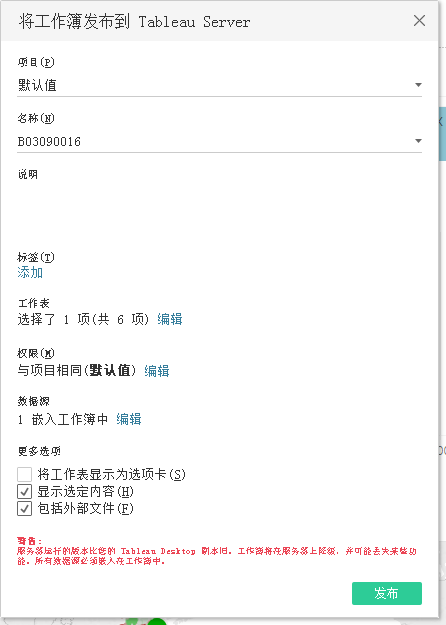 将工作簿发布到 Tableau Server
项目(P)
默认值
名称(N)
B03090016
说明
标签(T)
添加
工作表
选择了 1 项(共 6 项) 编辑
权限(M)
与项目相同(默认值) 编辑
数据源
1 嵌入工作簿中 编辑
更多选项
将工作表显示为选项卡(S)
显示选定内容(H)
包括外部文件(F)
警告:
服务器运行的版本比您的 Tableau Desktop 副本旧。工作簿将在服务器上降级，并可能丢失某些功
能。所有数据源必须嵌入在工作簿中。
发布